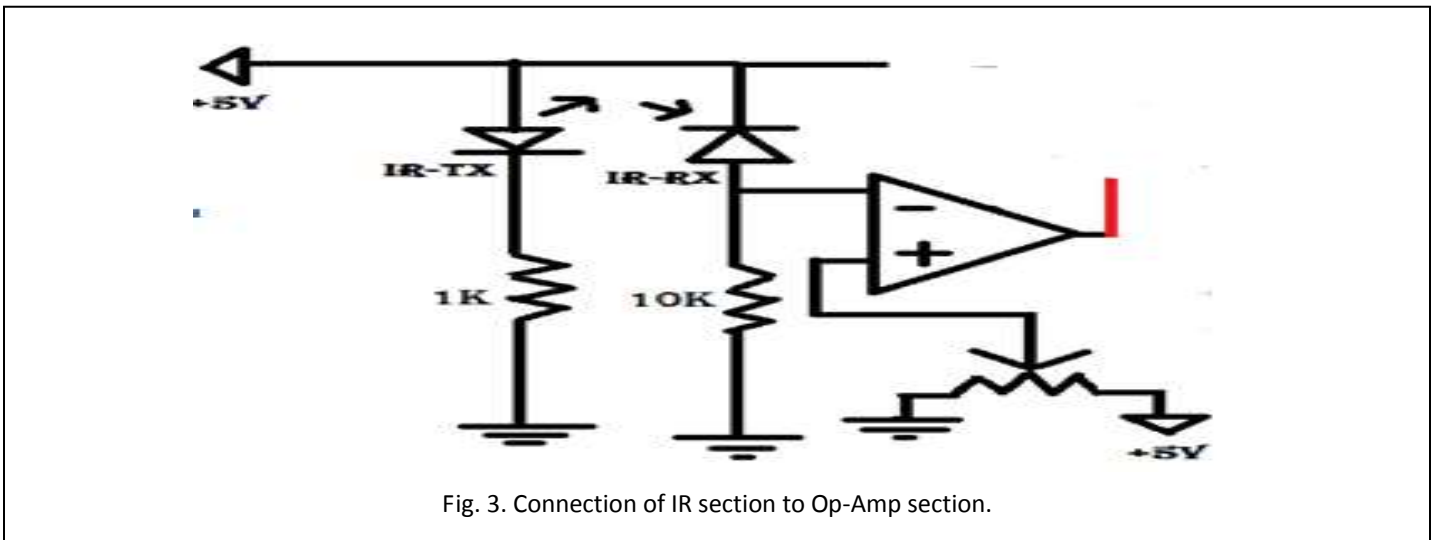 +5V
IR-TX
IR-RX
-
+
1K
10K
+5V
Fig. 3. Connection of IR section to Op-Amp section.